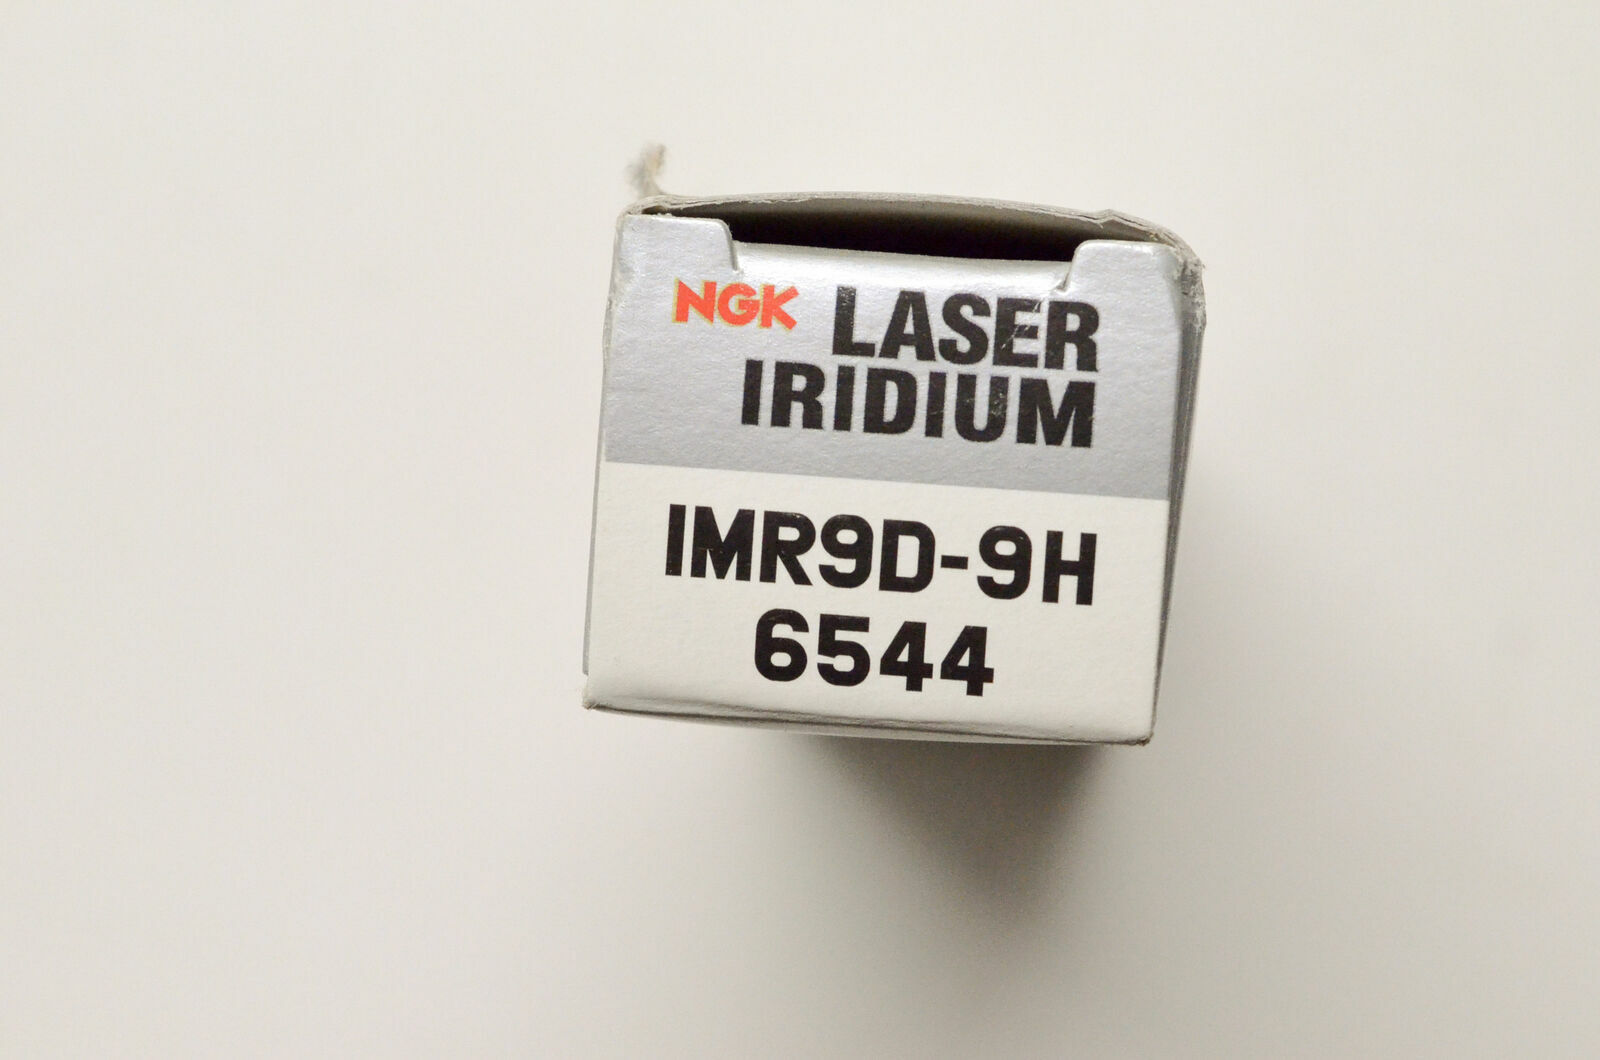 NGK LASER
IRIDIUM
IMR9D-9H
6544